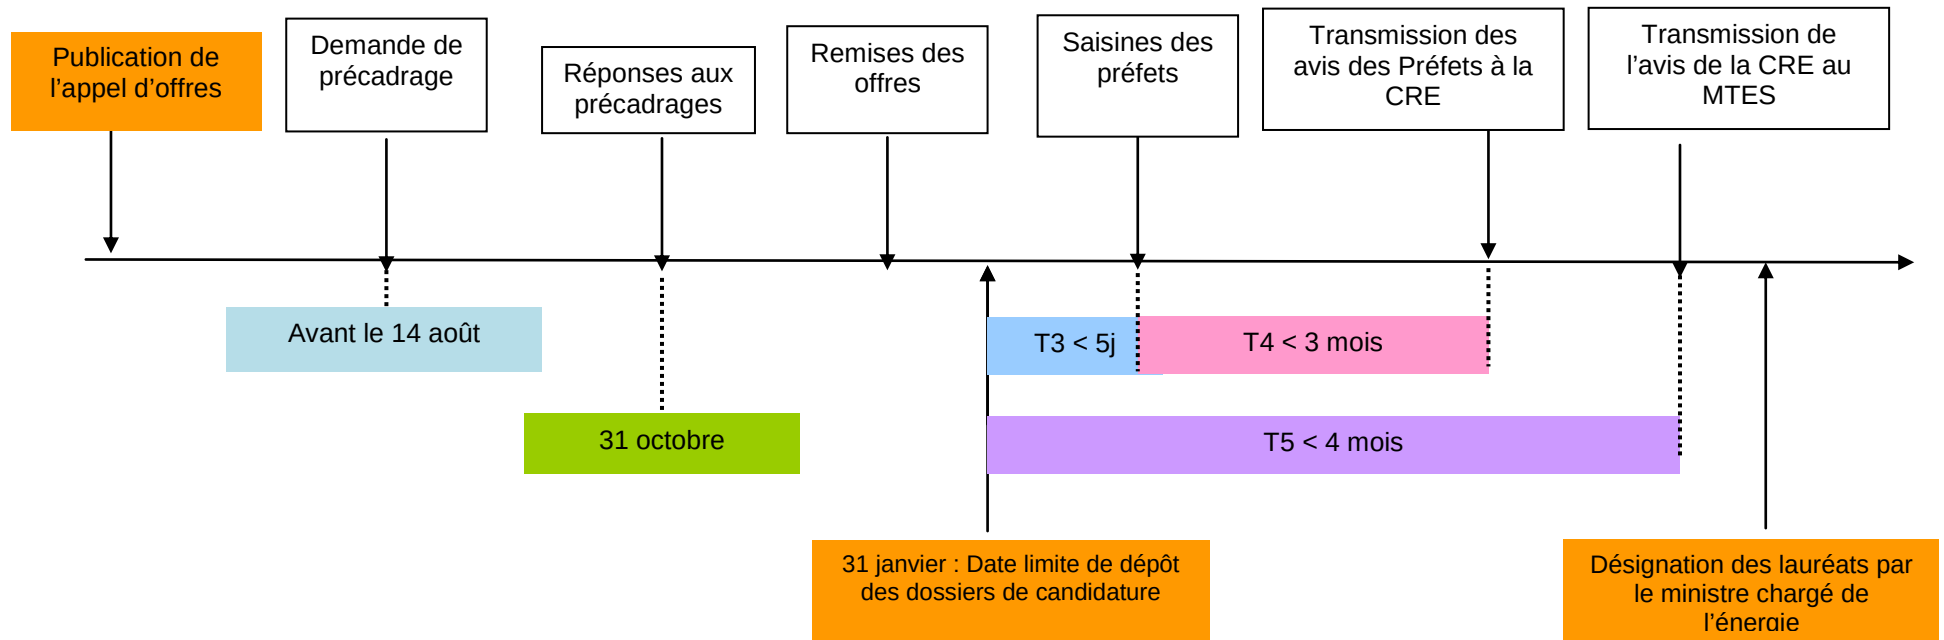 Publication de
l’appel d’offres
Demande de
précadrage
Réponses aux
précadrages
Remises des
offres
Saisines des
préfets
Transmission des
avis des Préfets à la
CRE
Transmission de
l’avis de la CRE au
MTES
Avant le 14 août
T3 < 5j
T4 < 3 mois
31 octobre
T5 < 4 mois
31 janvier : Date limite de dépôt
des dossiers de candidature
Désignation des lauréats par
le ministre chargé de
l’énergie